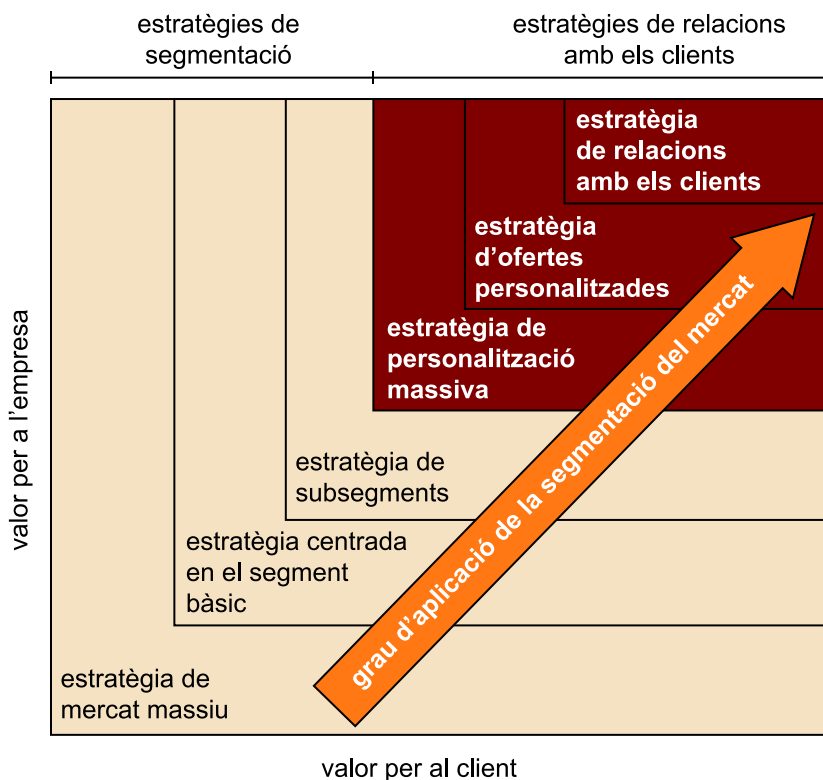 estratègies de
segmentació
estratègies de relacions
amb els clients
estratègia
de relacions
amb els clients
estratègia
d’ofertes
personalitzades
estratègia de
personalització
massiva
estratègia de
subsegments
estratègia centrada
en el segment
bàsic
estratègia de
mercat massiu
grau d’aplicació de la segmentació del mercat
valor per a l’empresa
valor per al client